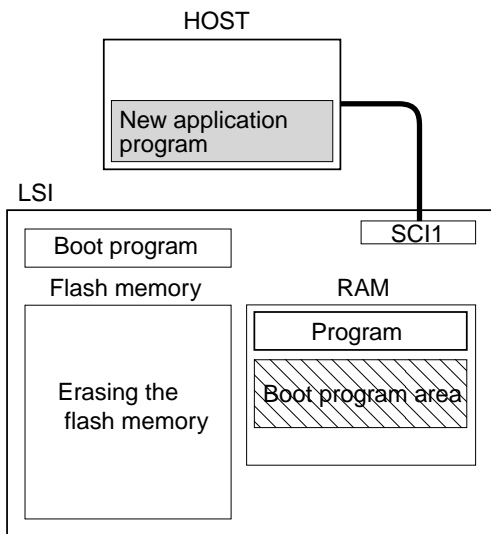 HOST
New application
program
LSI
SCI1
Boot program
Flash memory
RAM
Program
Boot program area
Erasing the
flash memory